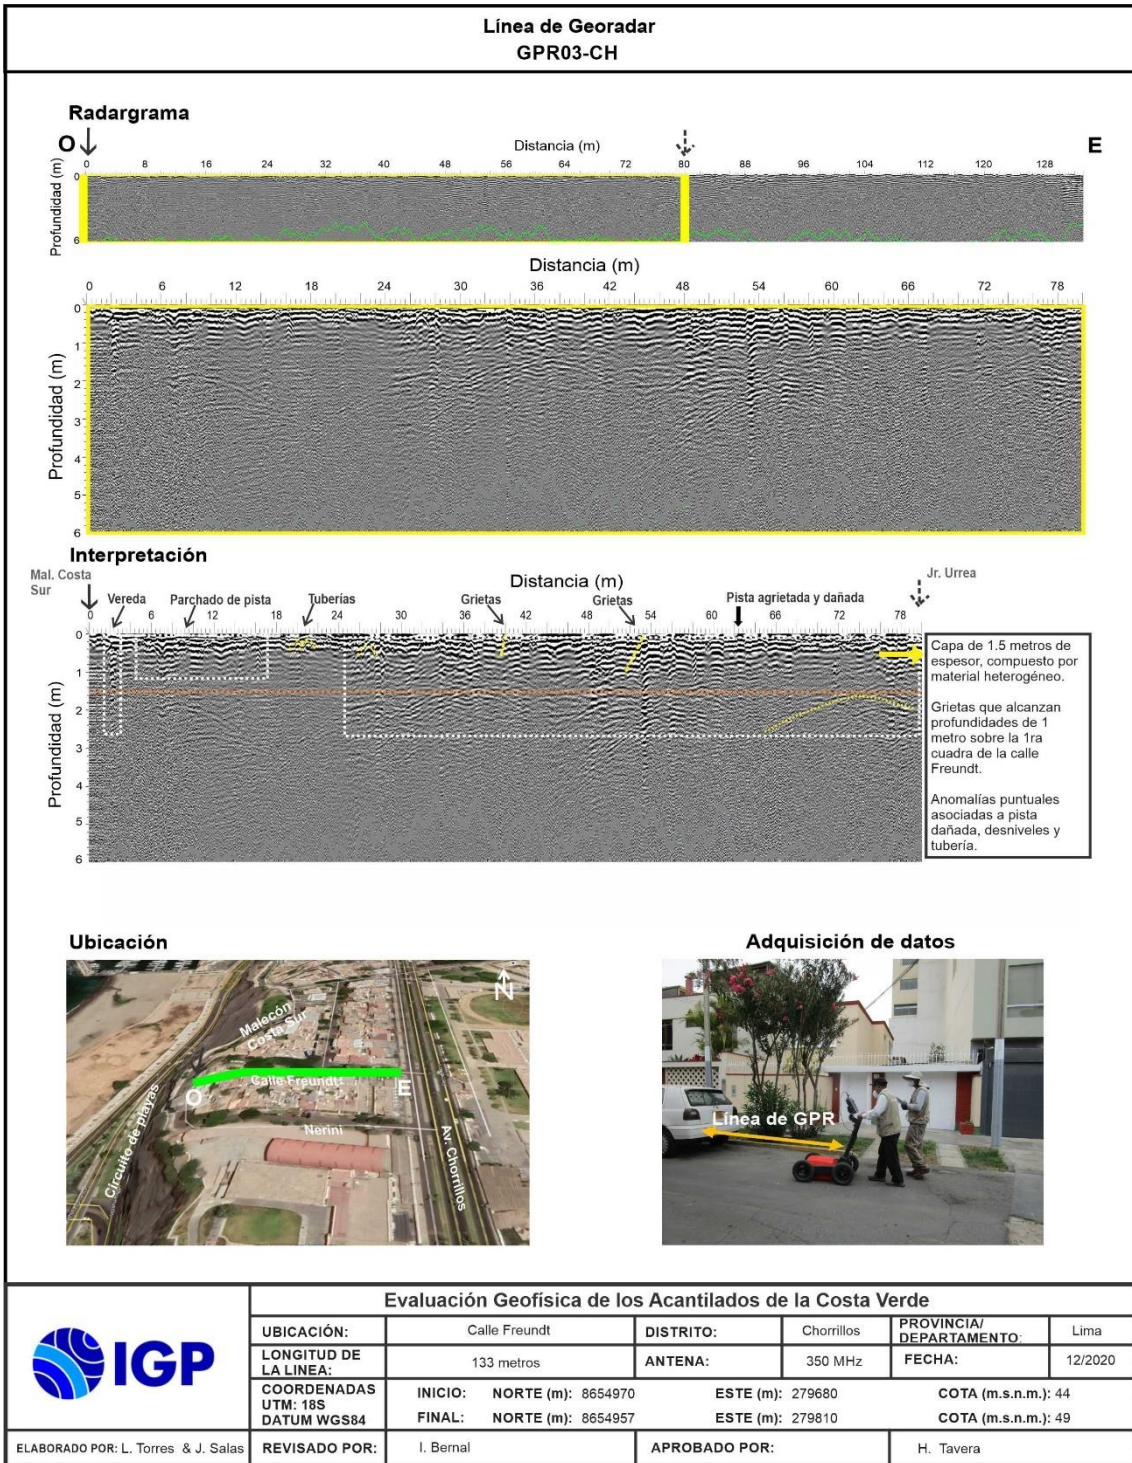 Línea de Georadar
GPR03-CH
Radargrama
O E
Distancia (m)
0 8 16 24 32 40 48 56 64 72 80 88 96 104 112 120 128
Profundidad (m)
0
6
Distancia (m)
0 6 12 18 24 30 36 42 48 54 60 66 72 78
Profundidad (m)
0
1
2
3
4
5
6
Interpretación
Mal. Costa
Sur
Distancia (m)
Jr. Urrea
Vereda Parchado de pista Tuberías Grietas Grietas Pista agrietada y dañada
0 6 12 18 24 30 36 42 48 54 60 66 72 78
Profundidad (m)
0
1
2
3
4
5
6
Capa de 1.5 metros de
espesor, compuesto por
material heterogéneo.
Grietas que alcanzan
profundidades de 1
metro sobre la 1ra
cuadra de la calle
Freundt.
Anomalías puntuales
asociadas a pista
dañada, desniveles y
tubería.
Ubicación
N
Malecón
Costa Sur
Calle Freundt
O E
Nerini
Circuito de playas
Av. Chorrillos
Adquisición de datos
Línea de GPR
IGP
Evaluación Geofísica de los Acantilados de la Costa Verde
UBICACIÓN: Calle Freundt DISTRITO: Chorrillos PROVINCIA/ DEPARTAMENTO: Lima
LONGITUD DE LA LINEA: 133 metros ANTENA: 350 MHz FECHA: 12/2020
COORDENADAS
UTM: 18S
DATUM WGS84
INICIO: NORTE (m): 8654970 ESTE (m): 279680 COTA (m.s.n.m.): 44
FINAL: NORTE (m): 8654957 ESTE (m): 279810 COTA (m.s.n.m.): 49
ELABORADO POR: L. Torres & J. Salas REVISADO POR: I. Bernal APROBADO POR: H. Tavera